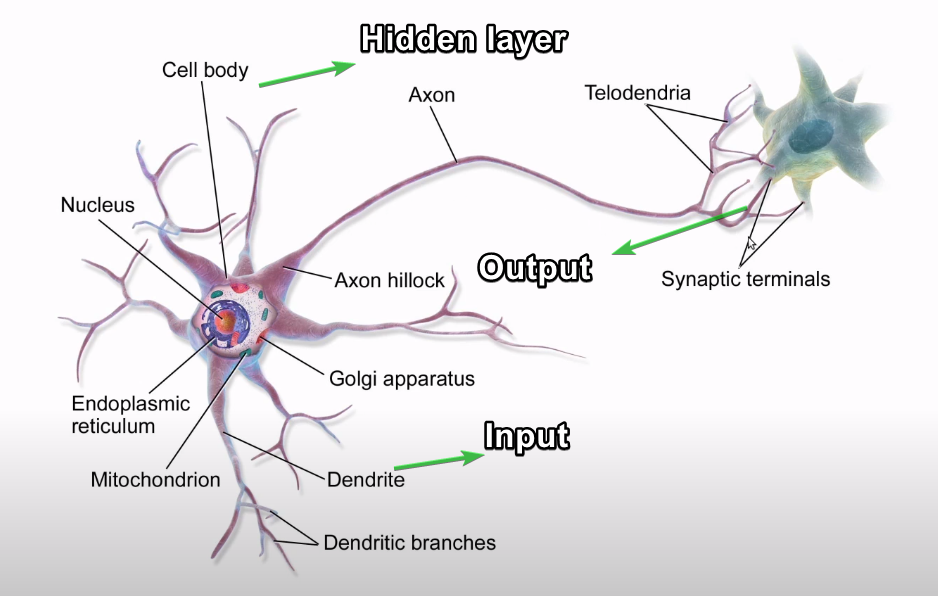 Hidden layer
Cell body
Axon
Telodendria
Nucleus
Axon hillock
Output
Synaptic terminals
Golgi apparatus
Endoplasmic
reticulum
Input
Mitochondrion
Dendrite
Dendritic branches